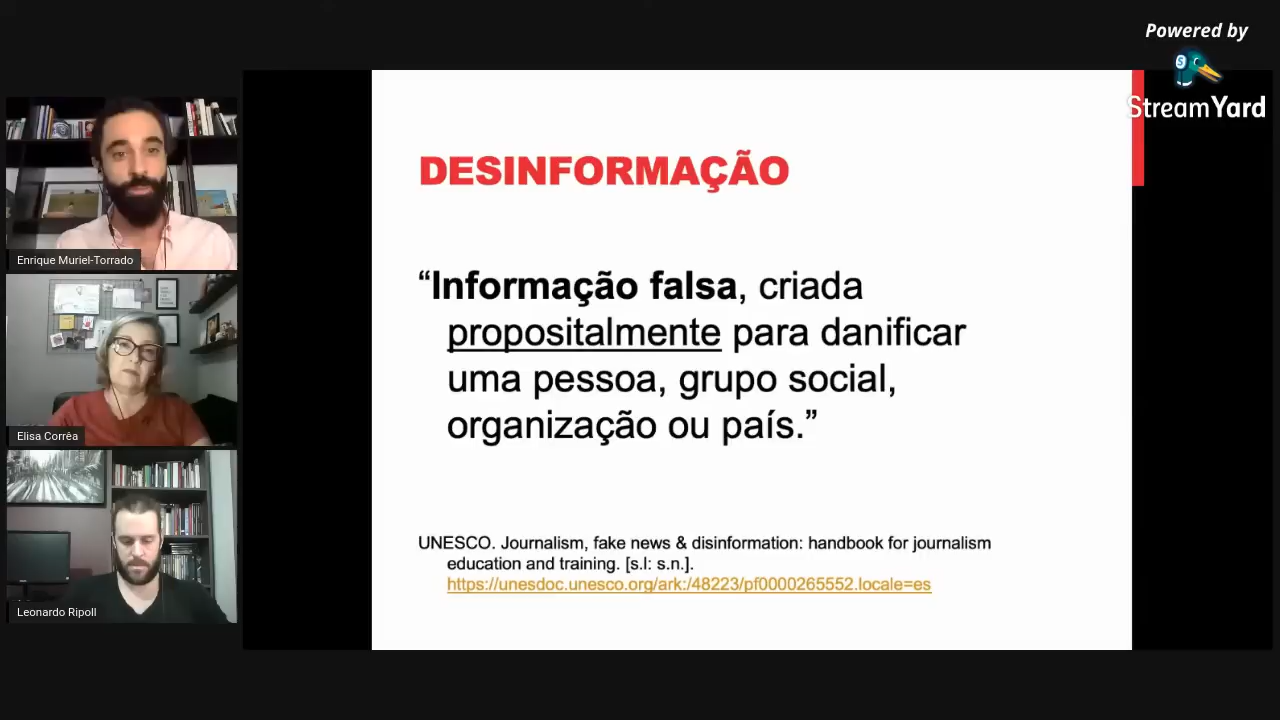 Powered by
StreamYard
DESINFORMAÇÃO
“Informação falsa, criada
propositalmente para danificar
uma pessoa, grupo social,
organização ou país.”
UNESCO. Journalism, fake news & disinformation: handbook for journalism
education and training. [s.l: s.n.].
https://unesdoc.unesco.org/ark:/48223/pf0000265552.locale=es
Enrique Muriel-Torrado
Elisa Corrêa
Leonardo Ripoll